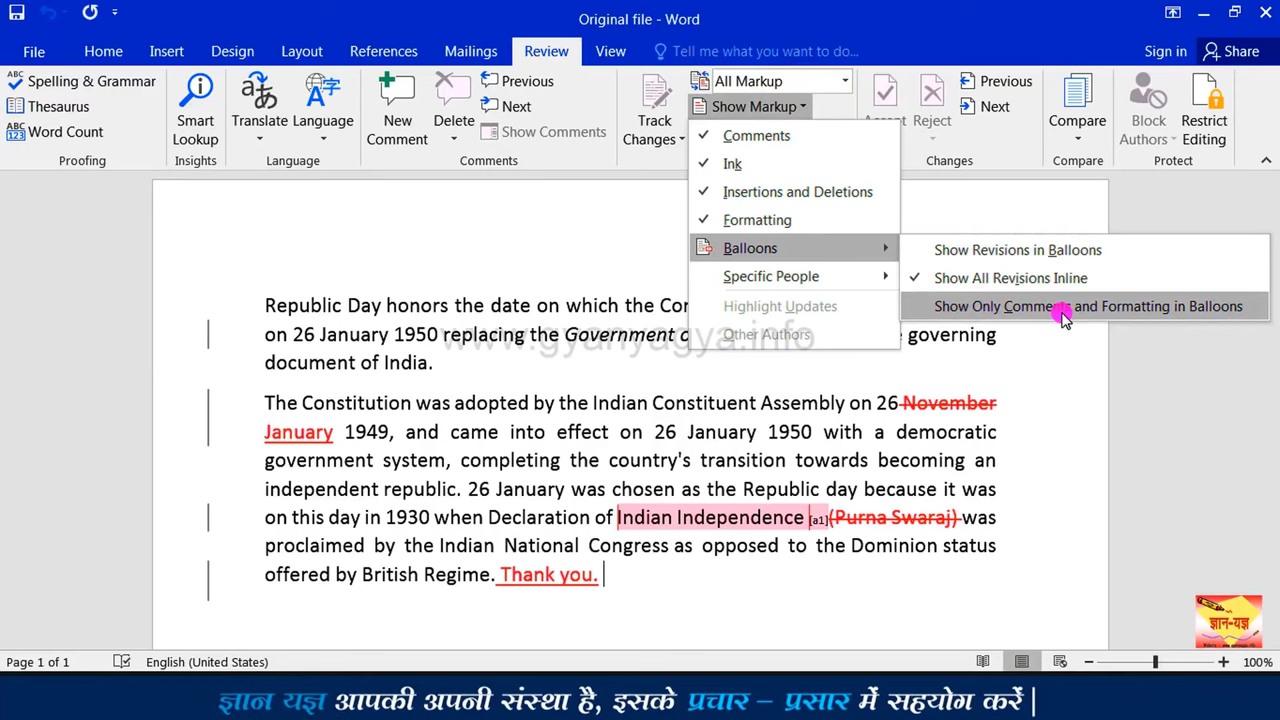 Original file - Word
File Home Insert Design Layout References Mailings Review View Tell me what you want to do... Sign in Share
ABC Spelling & Grammar
Thesaurus
ABC 123 Word Count
Proofing
Smart Lookup
Insights
Translate
Language
Language
New Comment
Delete
Previous
Next
Show Comments
Comments
Track Changes
All Markup
Show Markup
Accept
Reject
Previous
Next
Changes
Compare
Compare
Block Authors
Restrict Editing
Protect
Comments
Ink
Insertions and Deletions
Formatting
Balloons
Specific People
Highlight Updates
Other Authors
Show Revisions in Balloons
Show All Revisions Inline
Show Only Comments and Formatting in Balloons
Republic Day honors the date on which the
on 26 January 1950 replacing the Government governing
document of India.
www.gyanyagya.info
The Constitution was adopted by the Indian Constituent Assembly on 26 November
January 1949, and came into effect on 26 January 1950 with a democratic
government system, completing the country's transition towards becoming an
independent republic. 26 January was chosen as the Republic day because it was
on this day in 1930 when Declaration of Indian Independence [a1](Purna Swaraj) was
proclaimed by the Indian National Congress as opposed to the Dominion status
offered by British Regime. Thank you.
ज्ञान-यज्ञ
Page 1 of 1 English (United States) 100%
ज्ञान यज्ञ आपकी अपनी संस्था है, इसके प्रचार – प्रसार में सहयोग करें |